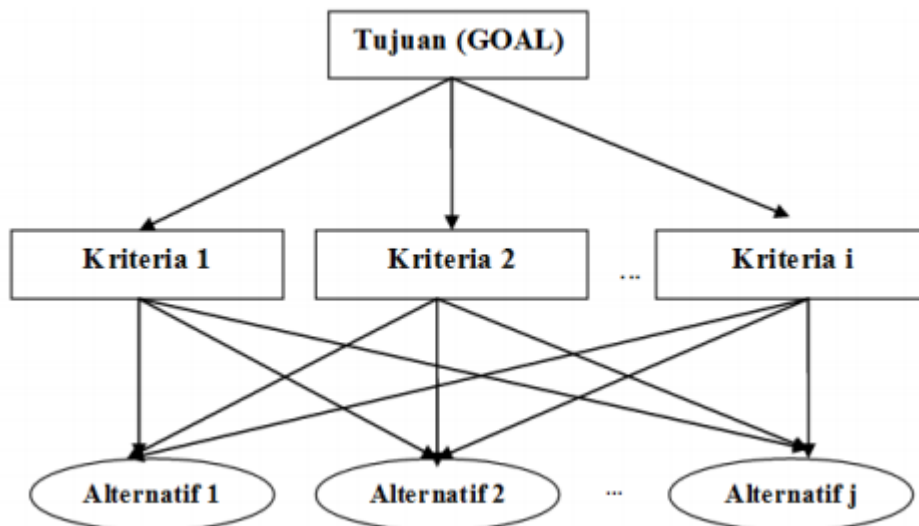 Tujuan (GOAL)
Kriteria 1
Kriteria 2
...
Kriteria i
Alternatif 1
Alternatif 2
...
Alternatif j